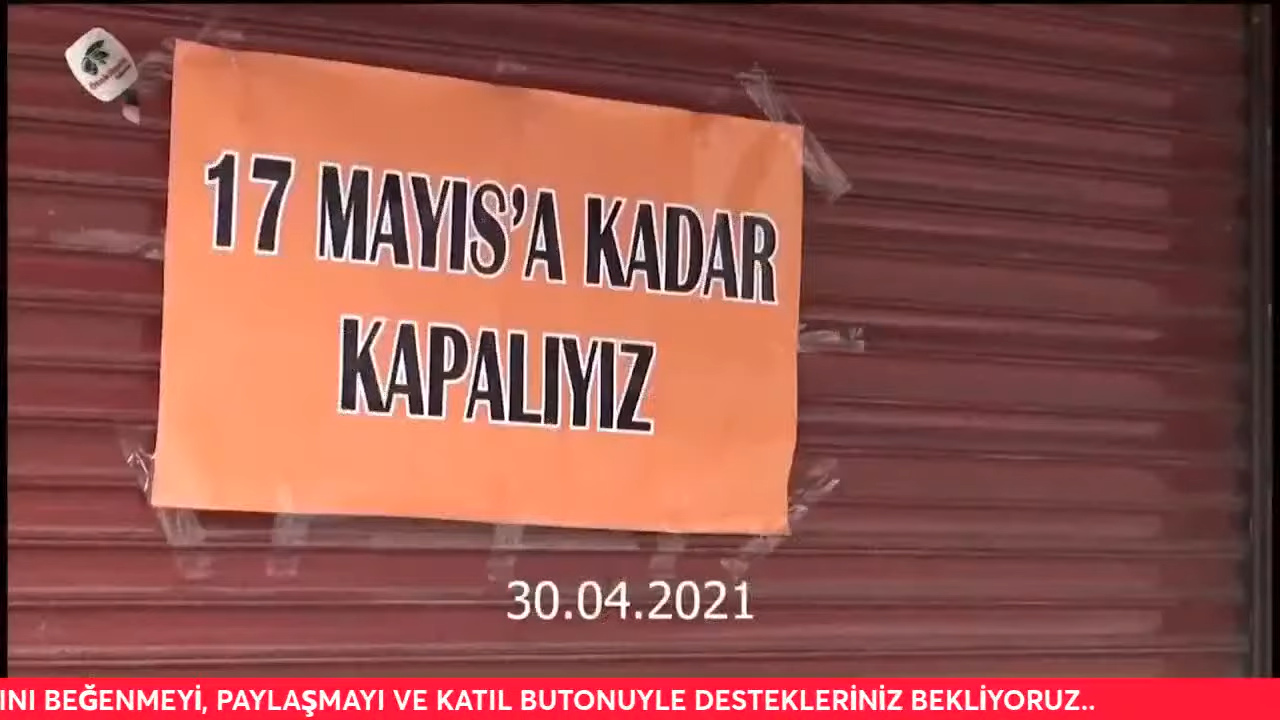 17 MAYIS'A KADAR
KAPALIYIZ
30.04.2021
INI BEĞENMEYİ, PAYLAŞMAYI VE KATIL BUTONUYLE DESTEKLERİNİZ BEKLİYORUZ..